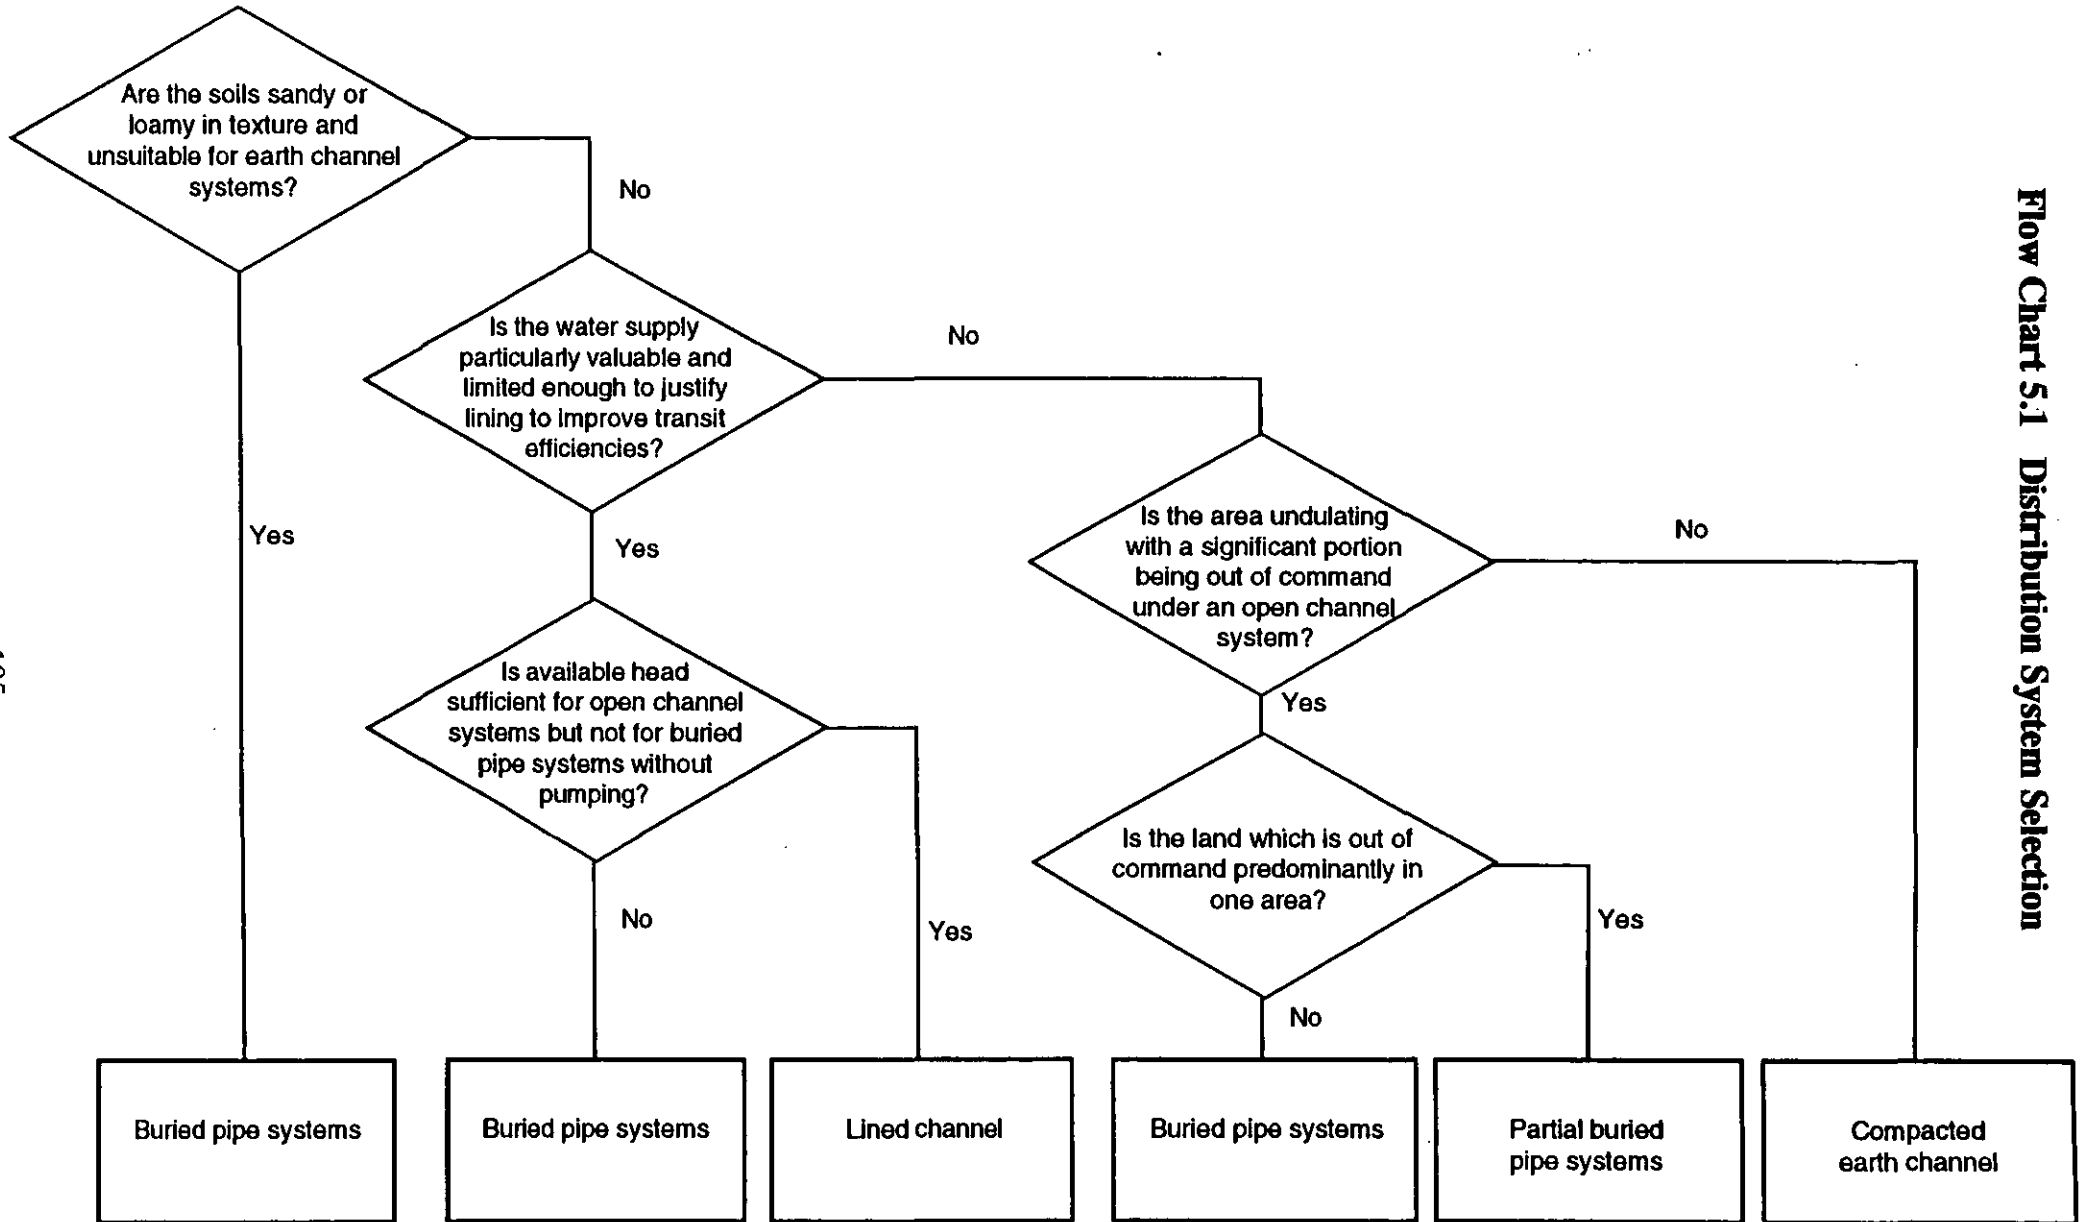 Flow Chart 5.1 Distribution System Selection
Are the soils sandy or
loamy in texture and
unsuitable for earth channel
systems?
No
Yes
Is the water supply
particularly valuable and
limited enough to justify
lining to improve transit
efficiencies?
No
Yes
Is available head
sufficient for open channel
systems but not for buried
pipe systems without
pumping?
No
Yes
Is the area undulating
with a significant portion
being out of command
under an open channel
system?
No
Yes
Is the land which is out of
command predominantly in
one area?
No
Yes
Buried pipe systems
Buried pipe systems
Lined channel
Buried pipe systems
Partial buried
pipe systems
Compacted
earth channel